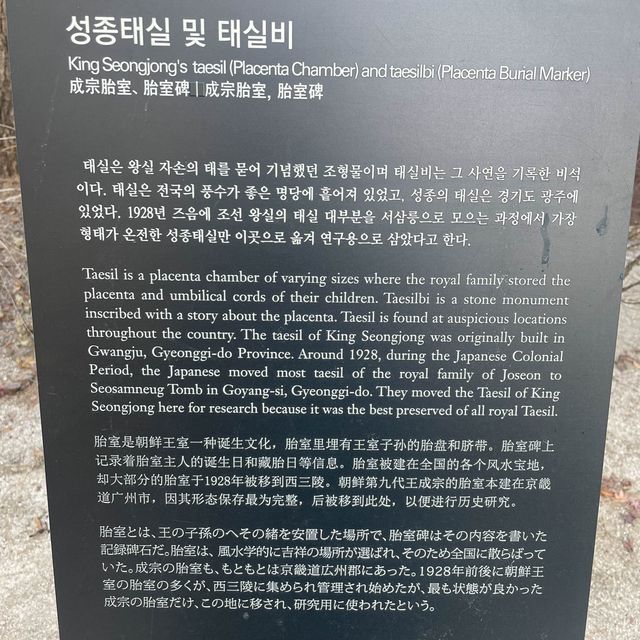 성종태실 및 태실비
King Seongjong's taesil (Placenta Chamber) and taesilbi (Placenta Burial Marker)
成宗胎室、胎室碑 | 成宗胎室, 胎室碑
태실은 왕실 자손의 태를 묻어 기념했던 조형물이며 태실비는 그 사연을 기록한 비석
이다. 태실은 전국의 풍수가 좋은 명당에 흩어져 있었고, 성종의 태실은 경기도 광주에
있었다. 1928년 즈음에 조선 왕실의 태실 대부분을 서삼릉으로 모으는 과정에서 가장
형태가 온전한 성종태실만 이곳으로 옮겨 연구용으로 삼았다고 한다.
Taesil is a placenta chamber of varying sizes where the royal family stored the
placenta and umbilical cords of their children. Taesilbi is a stone monument
inscribed with a story about the placenta. Taesil is found at auspicious locations
throughout the country. The taesil of King Seongjong was originally built in
Gwangju, Gyeonggi-do Province. Around 1928, during the Japanese Colonial
Period, the Japanese moved most taesil of the royal family of Joseon to
Seosamneug Tomb in Goyang-si, Gyeonggi-do. They moved the Taesil of King
Seongjong here for research because it was the best preserved of all royal Taesil.
胎室是朝鲜王室一种诞生文化，胎室里埋有王室子孙的胎盘和脐带。胎室碑上
记录着胎室主人的诞生日和藏胎日等信息。胎室被建在全国的各个风水宝地，
却大部分的胎室于1928年被移到西三陵。朝鲜第九代王成宗的胎室本建在京畿
道广州市，因其形态保存最为完整，后被移到此处，以便进行历史研究。
胎室とは、王の子孫のへその緒を安置した場所で、胎室碑はその内容を書いた
記録碑石だ。胎室は、風水学的に吉祥の場所が選ばれ、そのため全国に散らばって
いた。成宗の胎室も、もともとは京畿道広州郡にあった。1928年前後に朝鮮王
室の胎室の多くが、西三陵に集められ管理され始めたが、最も状態が良かった
成宗の胎室だけ、この地に移され、研究用に使われたという。